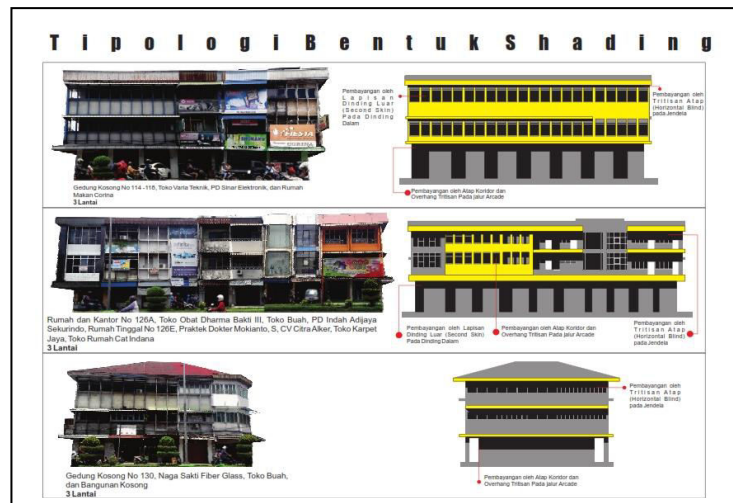 Tipologi Bentuk Shading
Pembayangan oleh
Lapisan
Dinding Luar
(Second Skin)
Pada Dinding
Dalam
Pembayangan oleh
Tritisan Atap
(Horizontal Blind)
pada Jendela
Pembayangan oleh Atap Koridor dan
Overhang Tritisan Pada Jalur Arcade
Gedung Kosong No 114 -116, Toko Varia Teknik, PD Sinar Elektronik, dan Rumah
Makan Corina
3 Lantai
Rumah dan Kantor No 126A, Toko Obat Dharma Bakti III, Toko Buah, PD Indah Adijaya
Sekurindo, Rumah Tinggal No 126E, Praktek Dokter Mokianto, S, CV Citra Alker, Toko Karpet
Jaya, Toko Rumah Cat Indana
3 Lantai
Pembayangan oleh Lapisan
Dinding Luar (Second Skin)
Pada Dinding Dalam
Pembayangan oleh Atap Koridor dan
Overhang Tritisan Pada Jalur Arcade
Pembayangan oleh
Tritisan Atap
(Horizontal Blind)
pada Jendela
Pembayangan oleh
Tritisan Atap
(Horizontal Blind)
pada Jendela
Pembayangan oleh Atap Koridor dan
Overhang Tritisan Pada Jalur Arcade
Gedung Kosong No 130, Naga Sakti Fiber Glass, Toko Buah,
dan Bangunan Kosong
3 Lantai